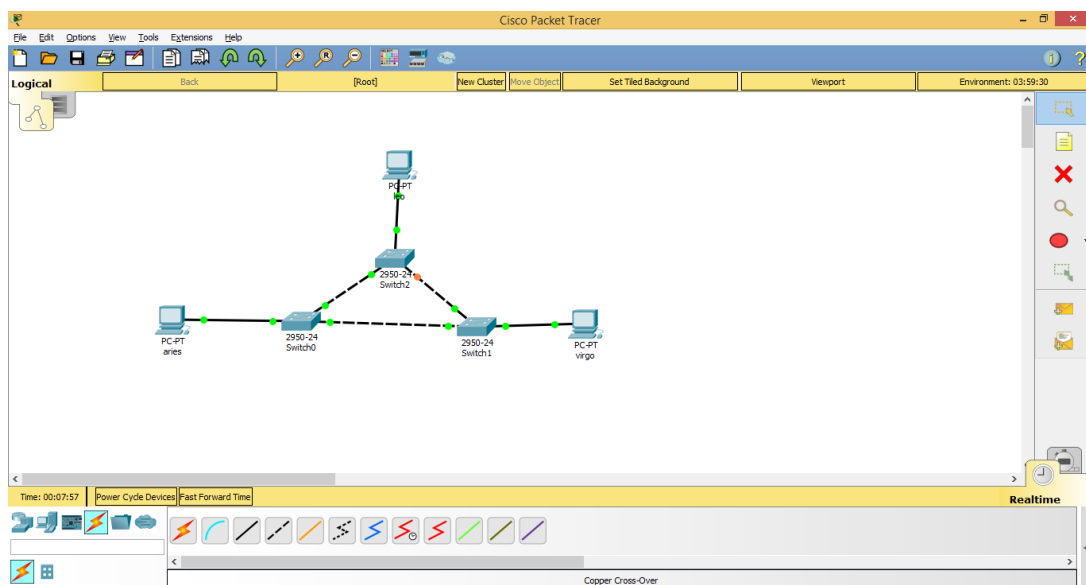 Cisco Packet Tracer
File Edit Options View Tools Extensions Help
Logical Back [Root] New Cluster Move Object Set Tiled Background Viewport Environment: 03:59:30
PC-PT
leo
2950-24
Switch2
PC-PT
aries
2950-24
Switch0
2950-24
Switch1
PC-PT
virgo
Time: 00:07:57 Power Cycle Devices Fast Forward Time Realtime
Copper Cross-Over